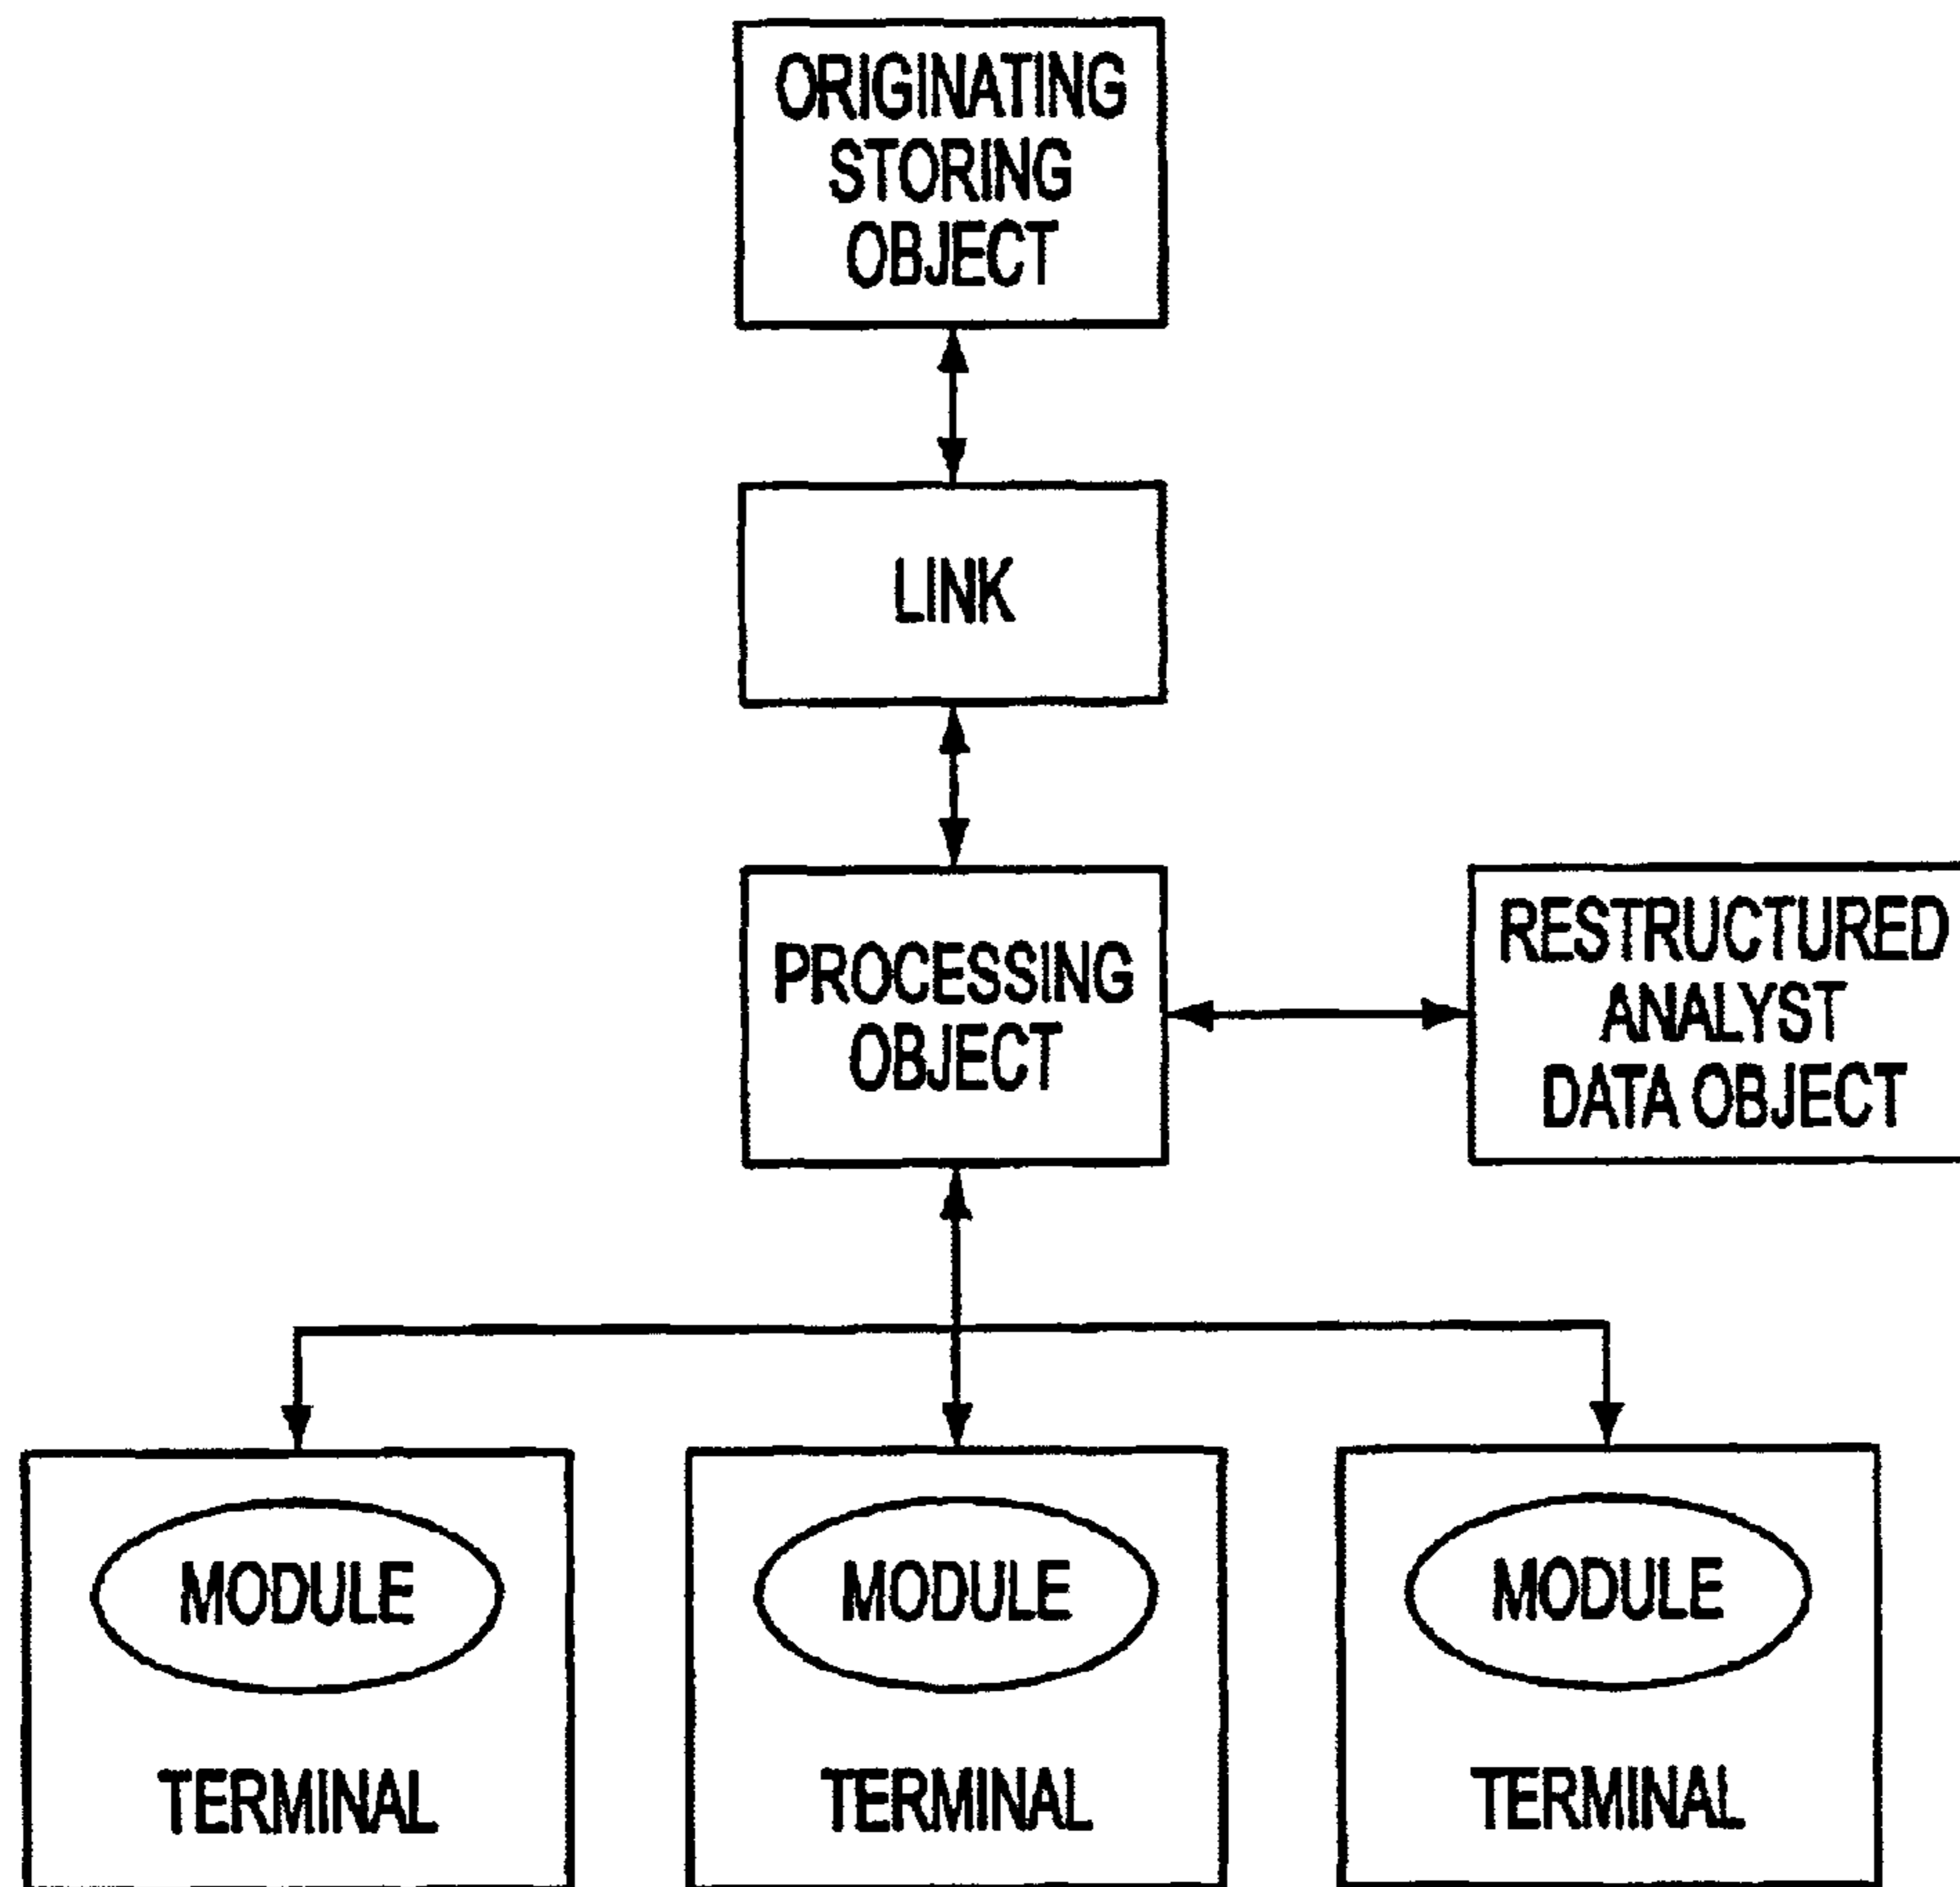 ORIGINATING
STORING
OBJECT
LINK
PROCESSING
OBJECT
RESTRUCTURED
ANALYST
DATA OBJECT
MODULE
TERMINAL
MODULE
TERMINAL
MODULE
TERMINAL